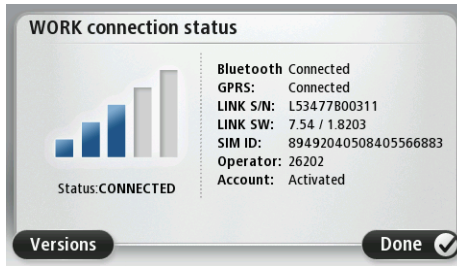 WORK connection status
Bluetooth Connected
GPRS: Connected
LINK S/N: L53477B00311
LINK SW: 7.54 / 1.8203
SIM ID: 89492040508405566883
Operator: 26202
Account: Activated
Status:CONNECTED
Versions
Done